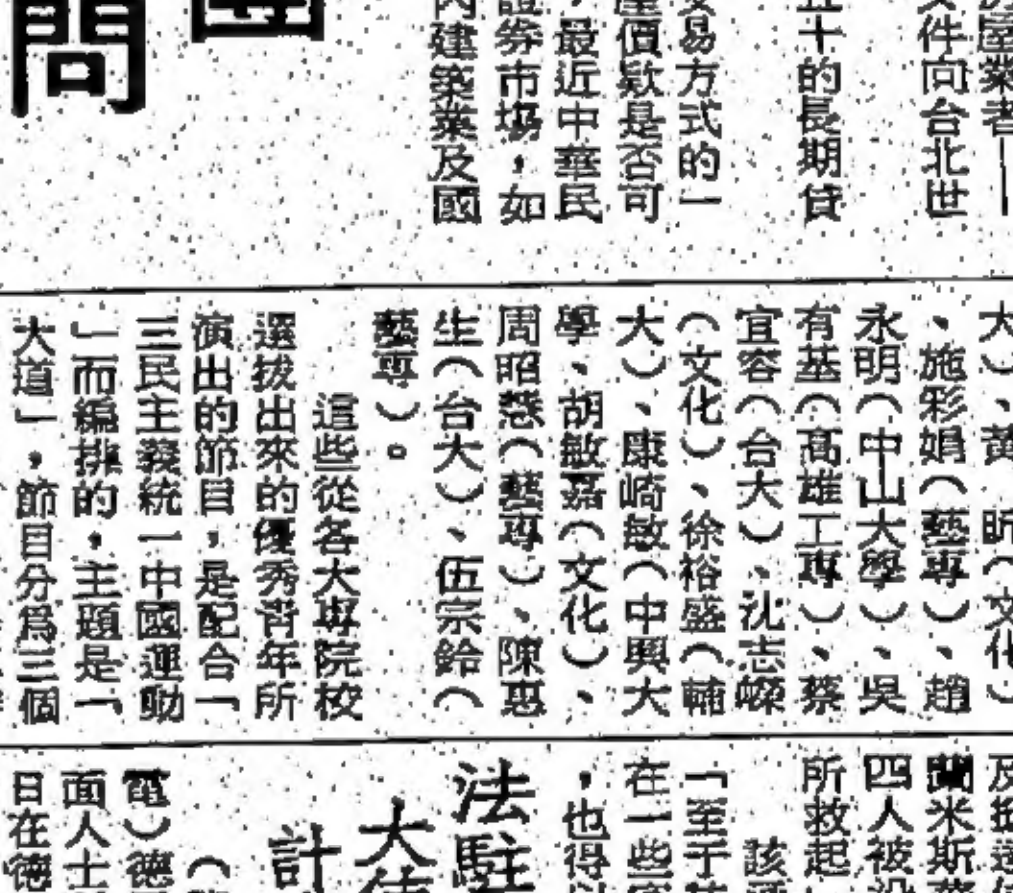 房屋業者──
文件向台北世
五十的長期貸
交易方式的「
屋價款是否可
，最近中華民
證券市場，如
內建築業及國
團
問
大）、黃　昕（文化）
、施彩娟（藝專）、趙
永明（中山大學）、吳
有基（高雄工專）、蔡
宜容（台大）、沈志嶸
（文化）、徐裕盛（輔
大）、康崎敏（中興大
學、胡敏嘉（文化）、
周昭慧（藝專）、陳惠
生（台大）、伍宗鈴（
藝專）。
這些從各大專院校
選拔出來的優秀青年所
演出的節目，是配合「
三民主義統一中國運動
」而編排的，主題是「
大道」，節目分為三個
米斯
四人被
所救起
該
「至于
在一些
，也得
法駐
大使
計
電）德
面人士
日在德